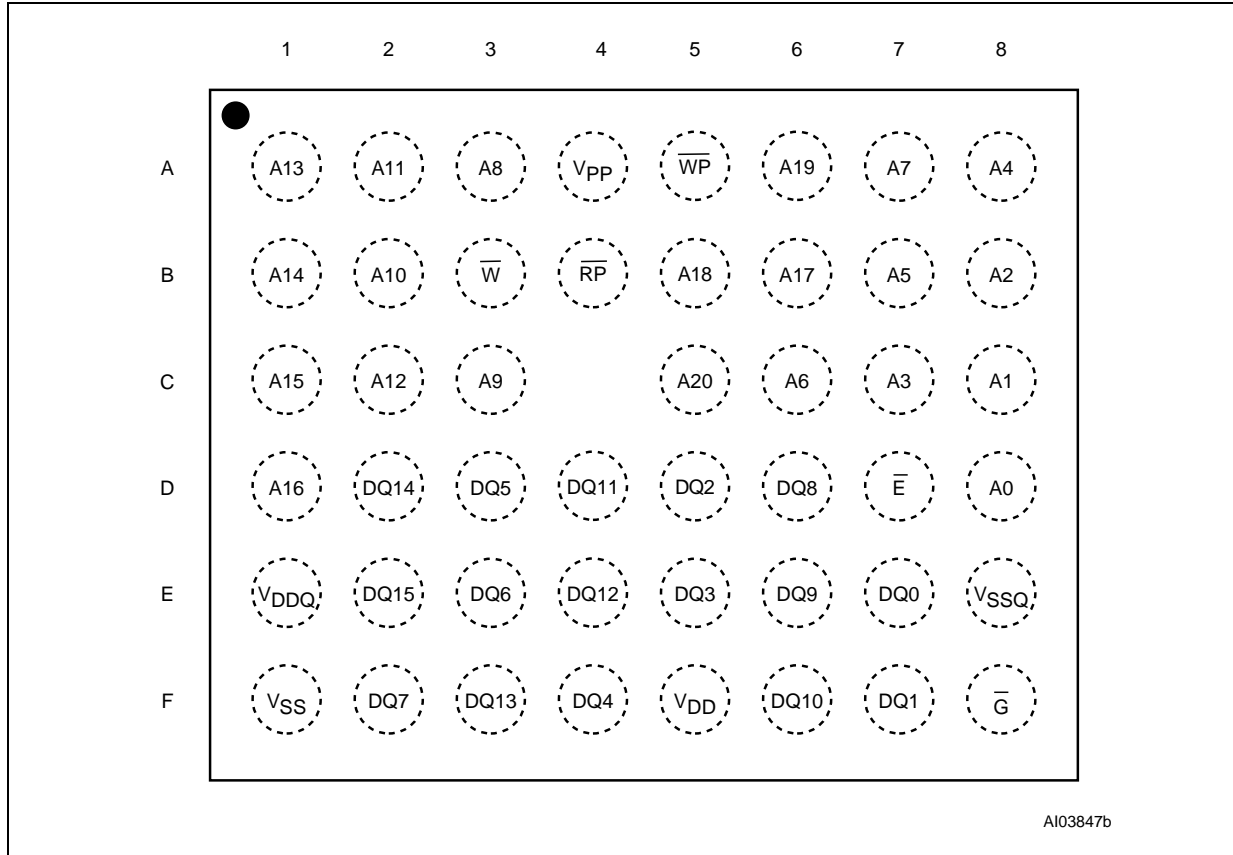 1 2 3 4 5 6 7 8
A A13 A11 A8 VPP W̅P̅ A19 A7 A4
B A14 A10 W̅ R̅P̅ A18 A17 A5 A2
C A15 A12 A9 A20 A6 A3 A1
D A16 DQ14 DQ5 DQ11 DQ2 DQ8 E̅ A0
E VDDQ DQ15 DQ6 DQ12 DQ3 DQ9 DQ0 VSSQ
F VSS DQ7 DQ13 DQ4 VDD DQ10 DQ1 G̅
AI03847b